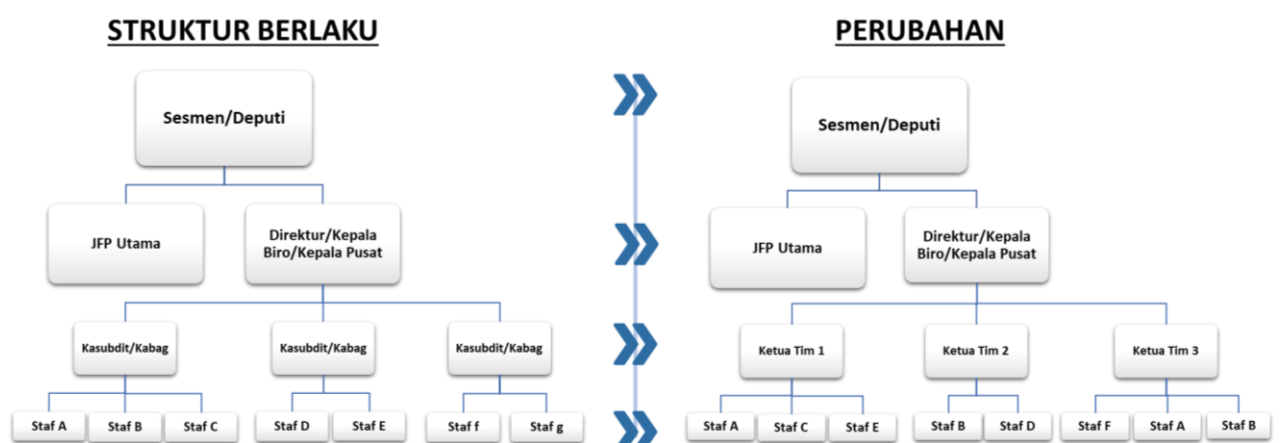 STRUKTUR BERLAKU
Sesmen/Deputi
JFP Utama
Direktur/Kepala
Biro/Kepala Pusat
Kasubdit/Kabag
Kasubdit/Kabag
Kasubdit/Kabag
Staf A
Staf B
Staf C
Staf D
Staf E
Staf f
Staf g
PERUBAHAN
Sesmen/Deputi
JFP Utama
Direktur/Kepala
Biro/Kepala Pusat
Ketua Tim 1
Ketua Tim 2
Ketua Tim 3
Staf A
Staf C
Staf E
Staf B
Staf D
Staf F
Staf A
Staf B